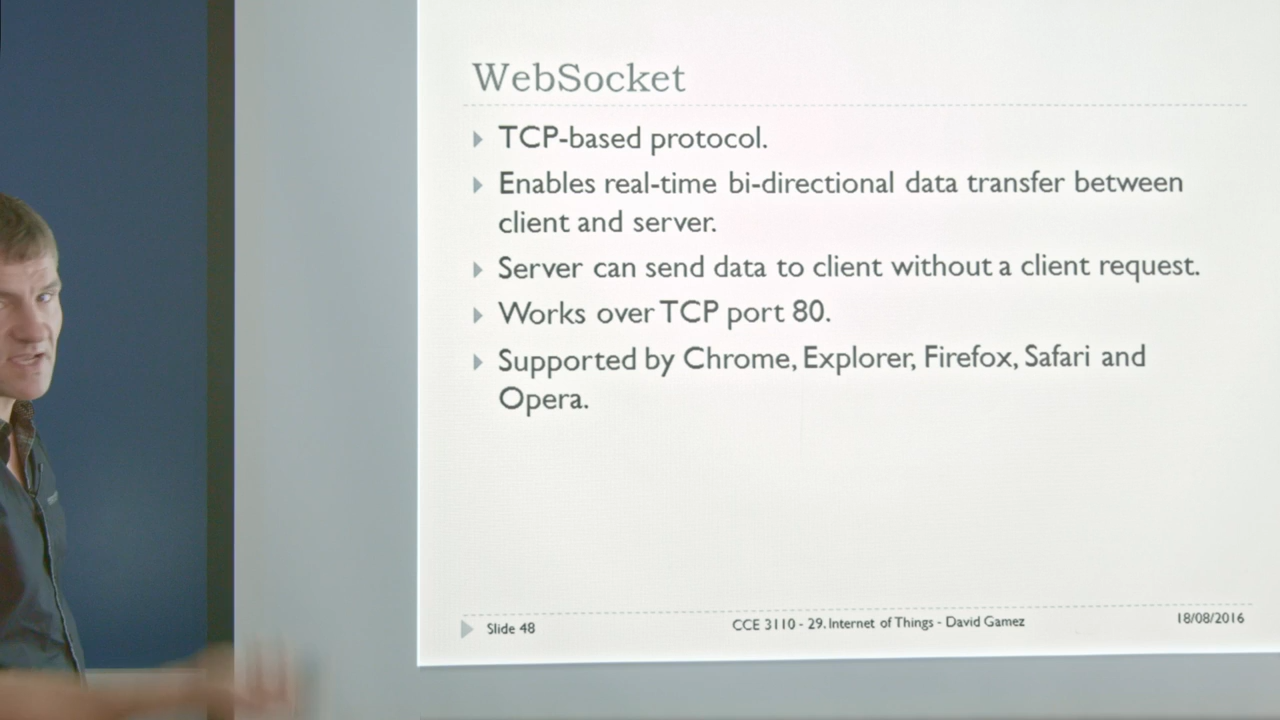 WebSocket
TCP-based protocol.
Enables real-time bi-directional data transfer between
client and server.
Server can send data to client without a client request.
Works over TCP port 80.
Supported by Chrome, Explorer, Firefox, Safari and
Opera.
Slide 48
CCE 3110 - 29. Internet of Things - David Gamez
18/08/2016